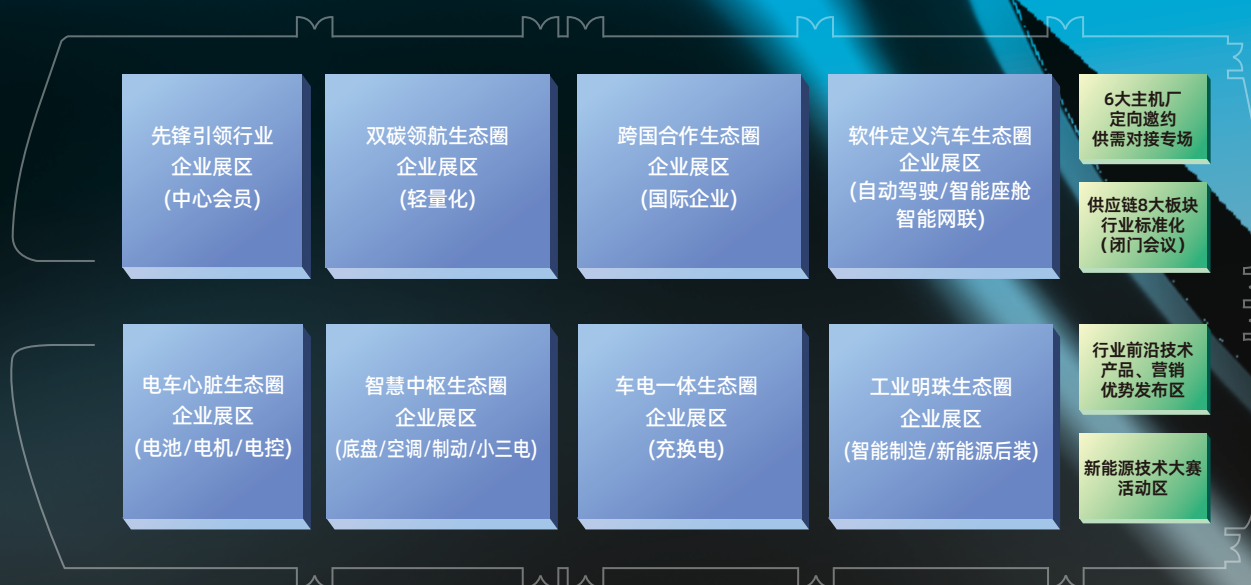 先锋引领行业
企业展区
(中心会员)
双碳领航生态圈
企业展区
(轻量化)
跨国合作生态圈
企业展区
(国际企业)
软件定义汽车生态圈
企业展区
(自动驾驶/智能座舱
智能网联)
6大主机厂
定向邀约
供需对接专场
供应链8大板块
行业标准化
(闭门会议)
电车心脏生态圈
企业展区
(电池/电机/电控)
智慧中枢生态圈
企业展区
(底盘/空调/制动/小三电)
车电一体生态圈
企业展区
(充换电)
工业明珠生态圈
企业展区
(智能制造/新能源后装)
行业前沿技术
产品、营销
优势发布区
新能源技术大赛
活动区